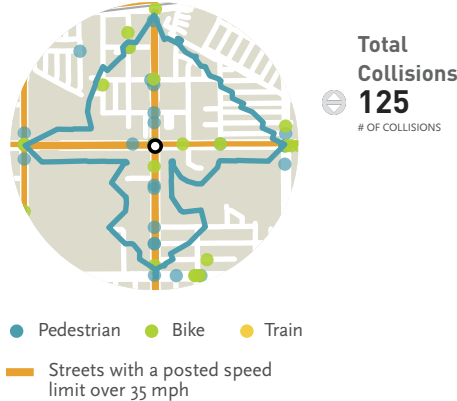 Total
Collisions
125
# OF COLLISIONS
Pedestrian Bike Train
Streets with a posted speed
limit over 35 mph